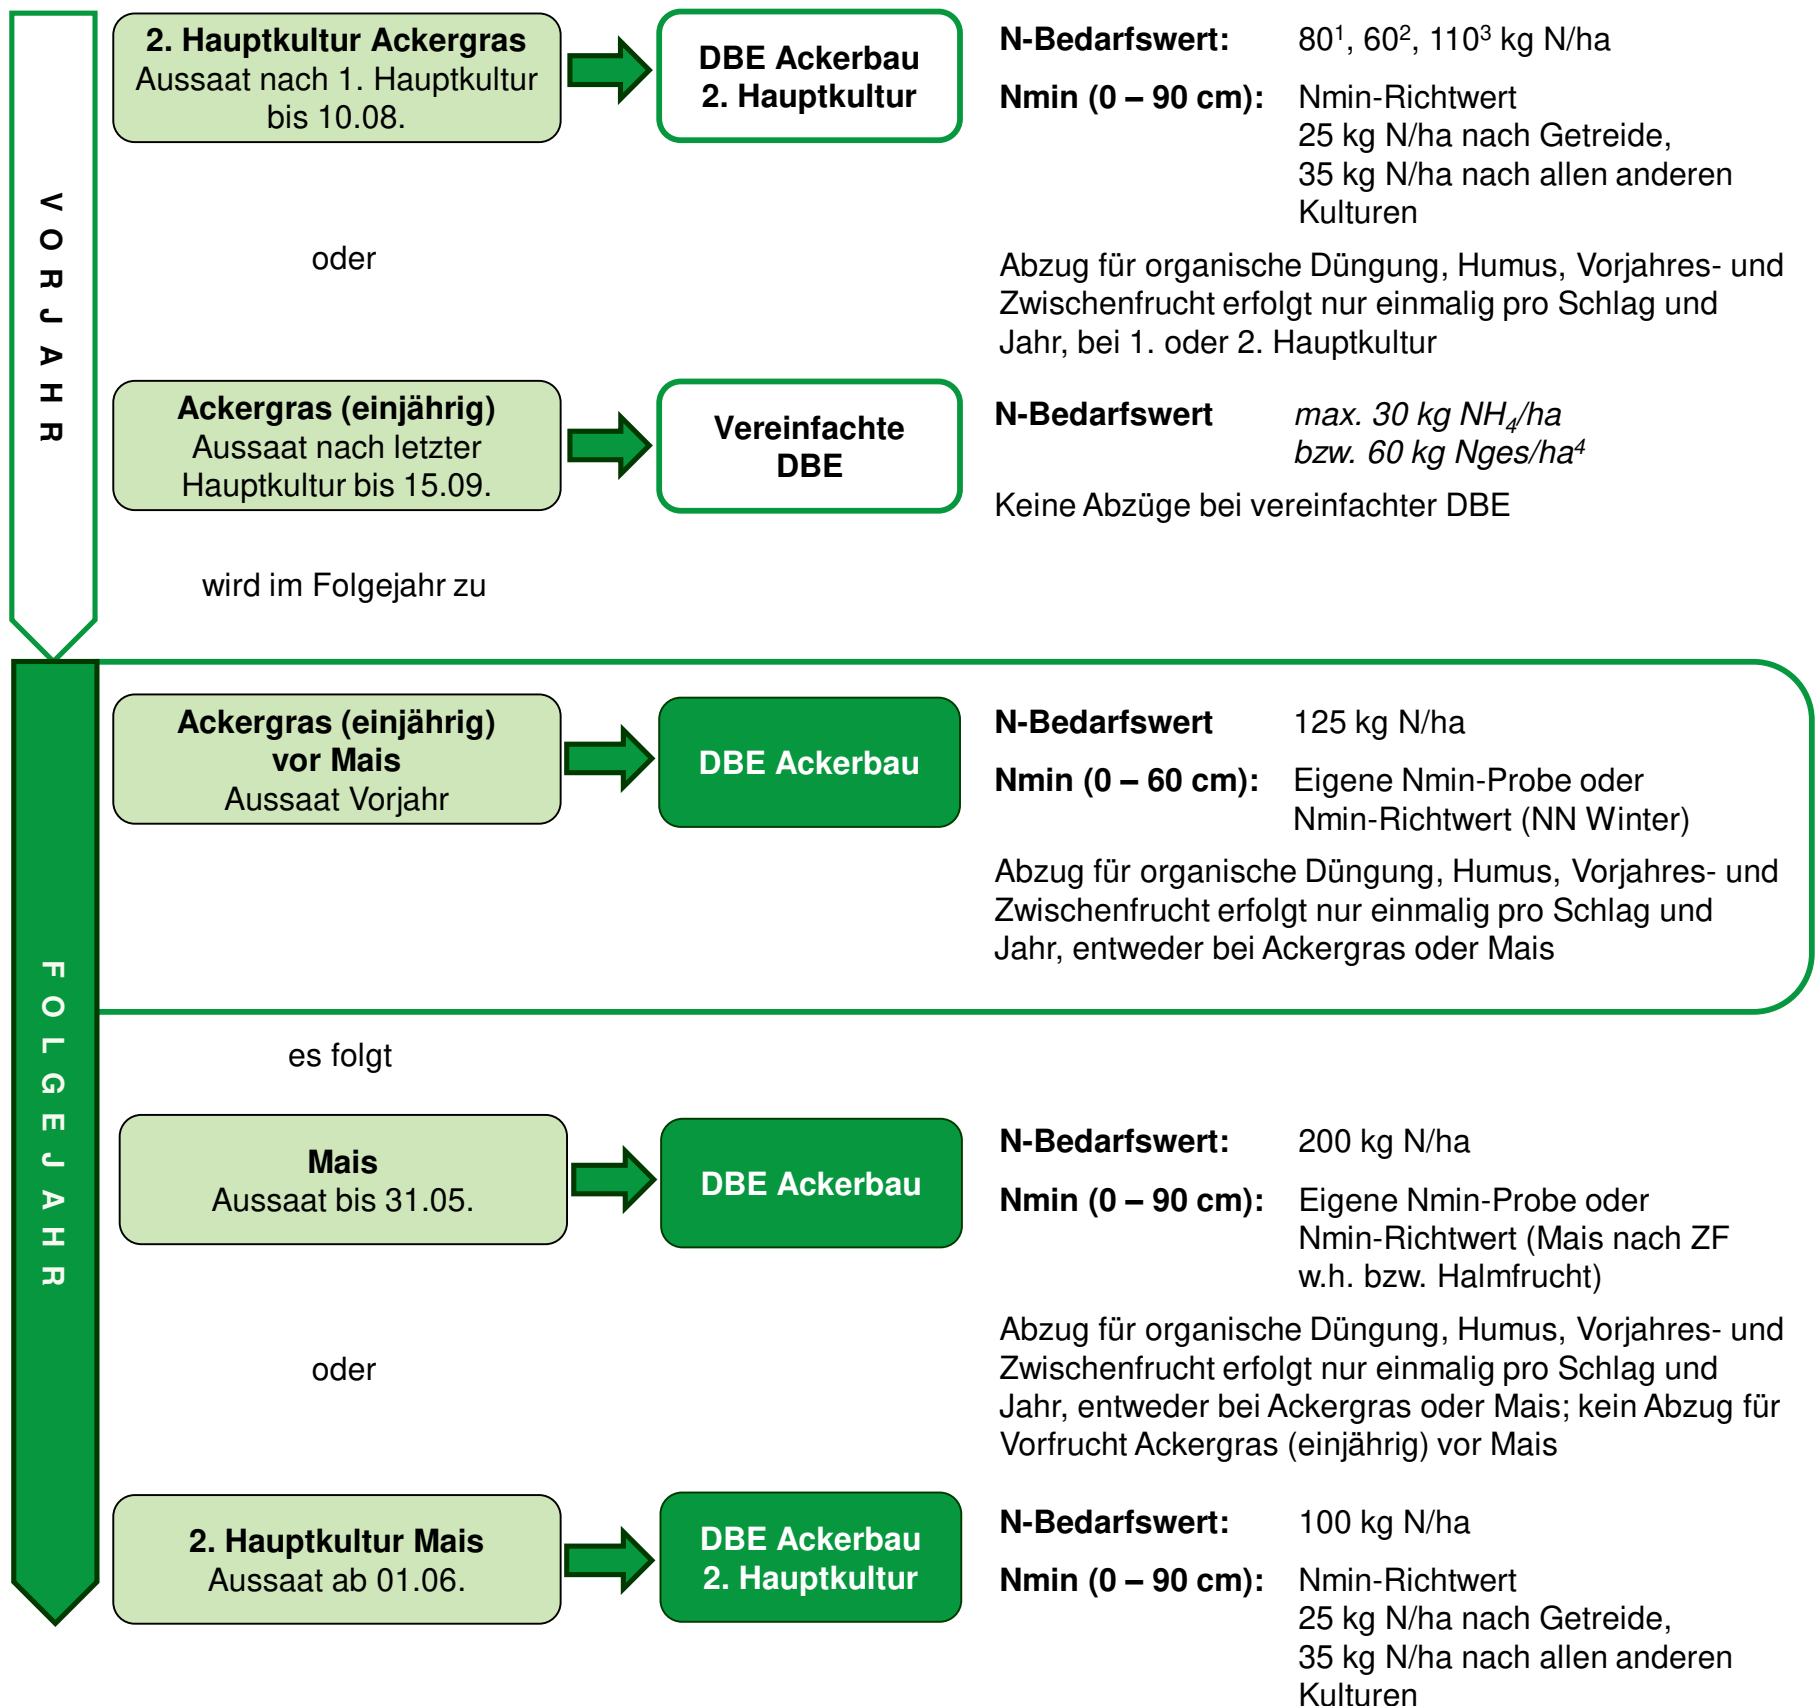 VORJAHR
2. Hauptkultur Ackergras
Aussaat nach 1. Hauptkultur
bis 10.08.
DBE Ackerbau
2. Hauptkultur
N-Bedarfswert: 80¹, 60², 110³ kg N/ha
Nmin (0 – 90 cm): Nmin-Richtwert
25 kg N/ha nach Getreide,
35 kg N/ha nach allen anderen
Kulturen
oder
Abzug für organische Düngung, Humus, Vorjahres- und
Zwischenfrucht erfolgt nur einmalig pro Schlag und
Jahr, bei 1. oder 2. Hauptkultur
Ackergras (einjährig)
Aussaat nach letzter
Hauptkultur bis 15.09.
Vereinfachte
DBE
N-Bedarfswert max. 30 kg NH₄/ha
bzw. 60 kg Nges/ha⁴
Keine Abzüge bei vereinfachter DBE
wird im Folgejahr zu
FOLGEJAHR
Ackergras (einjährig)
vor Mais
Aussaat Vorjahr
DBE Ackerbau
N-Bedarfswert 125 kg N/ha
Nmin (0 – 60 cm): Eigene Nmin-Probe oder
Nmin-Richtwert (NN Winter)
Abzug für organische Düngung, Humus, Vorjahres- und
Zwischenfrucht erfolgt nur einmalig pro Schlag und
Jahr, entweder bei Ackergras oder Mais
es folgt
Mais
Aussaat bis 31.05.
DBE Ackerbau
N-Bedarfswert: 200 kg N/ha
Nmin (0 – 90 cm): Eigene Nmin-Probe oder
Nmin-Richtwert (Mais nach ZF
w.h. bzw. Halmfrucht)
Abzug für organische Düngung, Humus, Vorjahres- und
Zwischenfrucht erfolgt nur einmalig pro Schlag und
Jahr, entweder bei Ackergras oder Mais; kein Abzug für
Vorfrucht Ackergras (einjährig) vor Mais
oder
2. Hauptkultur Mais
Aussaat ab 01.06.
DBE Ackerbau
2. Hauptkultur
N-Bedarfswert: 100 kg N/ha
Nmin (0 – 90 cm): Nmin-Richtwert
25 kg N/ha nach Getreide,
35 kg N/ha nach allen anderen
Kulturen